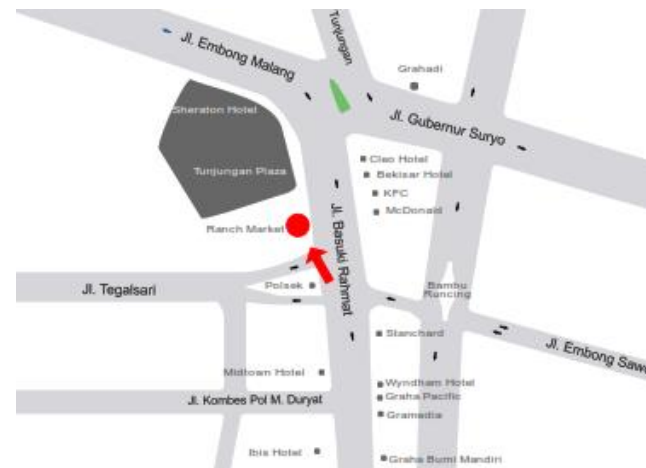 Tunjungan
Jl. Embong Malang
Grahadi
Sheraton Hotel
Jl. Gubernur Suryo
Cleo Hotel
Tunjungan Plaza
Bekisar Hotel
KFC
McDonald
Ranch Market
Jl. Basuki Rahmat
Jl. Tegalsari
Polsek
Bambu
Runcing
Stanchard
Jl. Embong Saw
Midtown Hotel
Wyndham Hotel
Graha Pacific
Jl. Kombes Pol M. Duryat
Gramedia
Ibis Hotel
Graha Bumi Mandiri